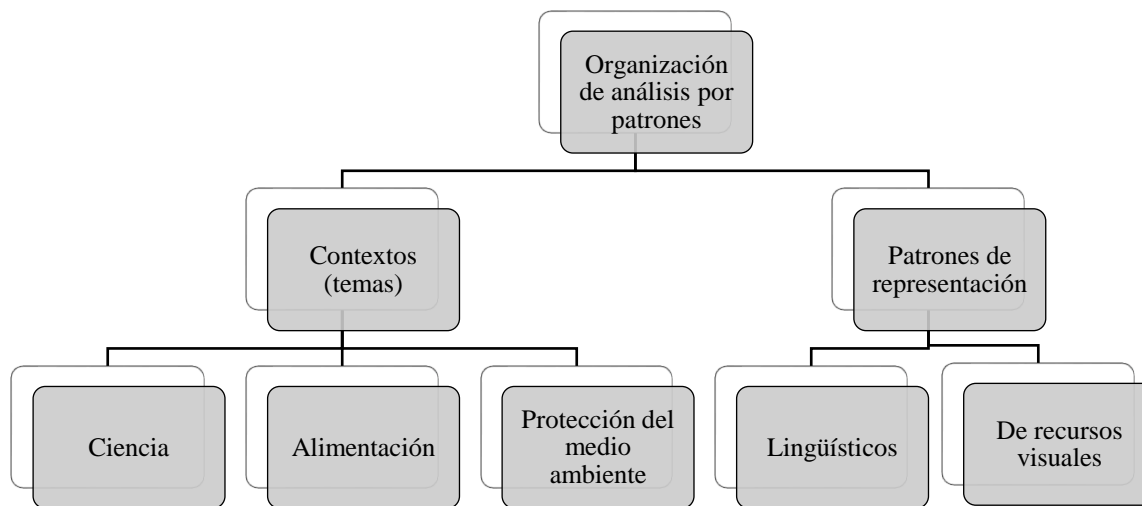 Organización
de análisis por
patrones
Contextos
(temas)
Patrones de
representación
Ciencia
Alimentación
Protección del
medio
ambiente
Lingüísticos
De recursos
visuales